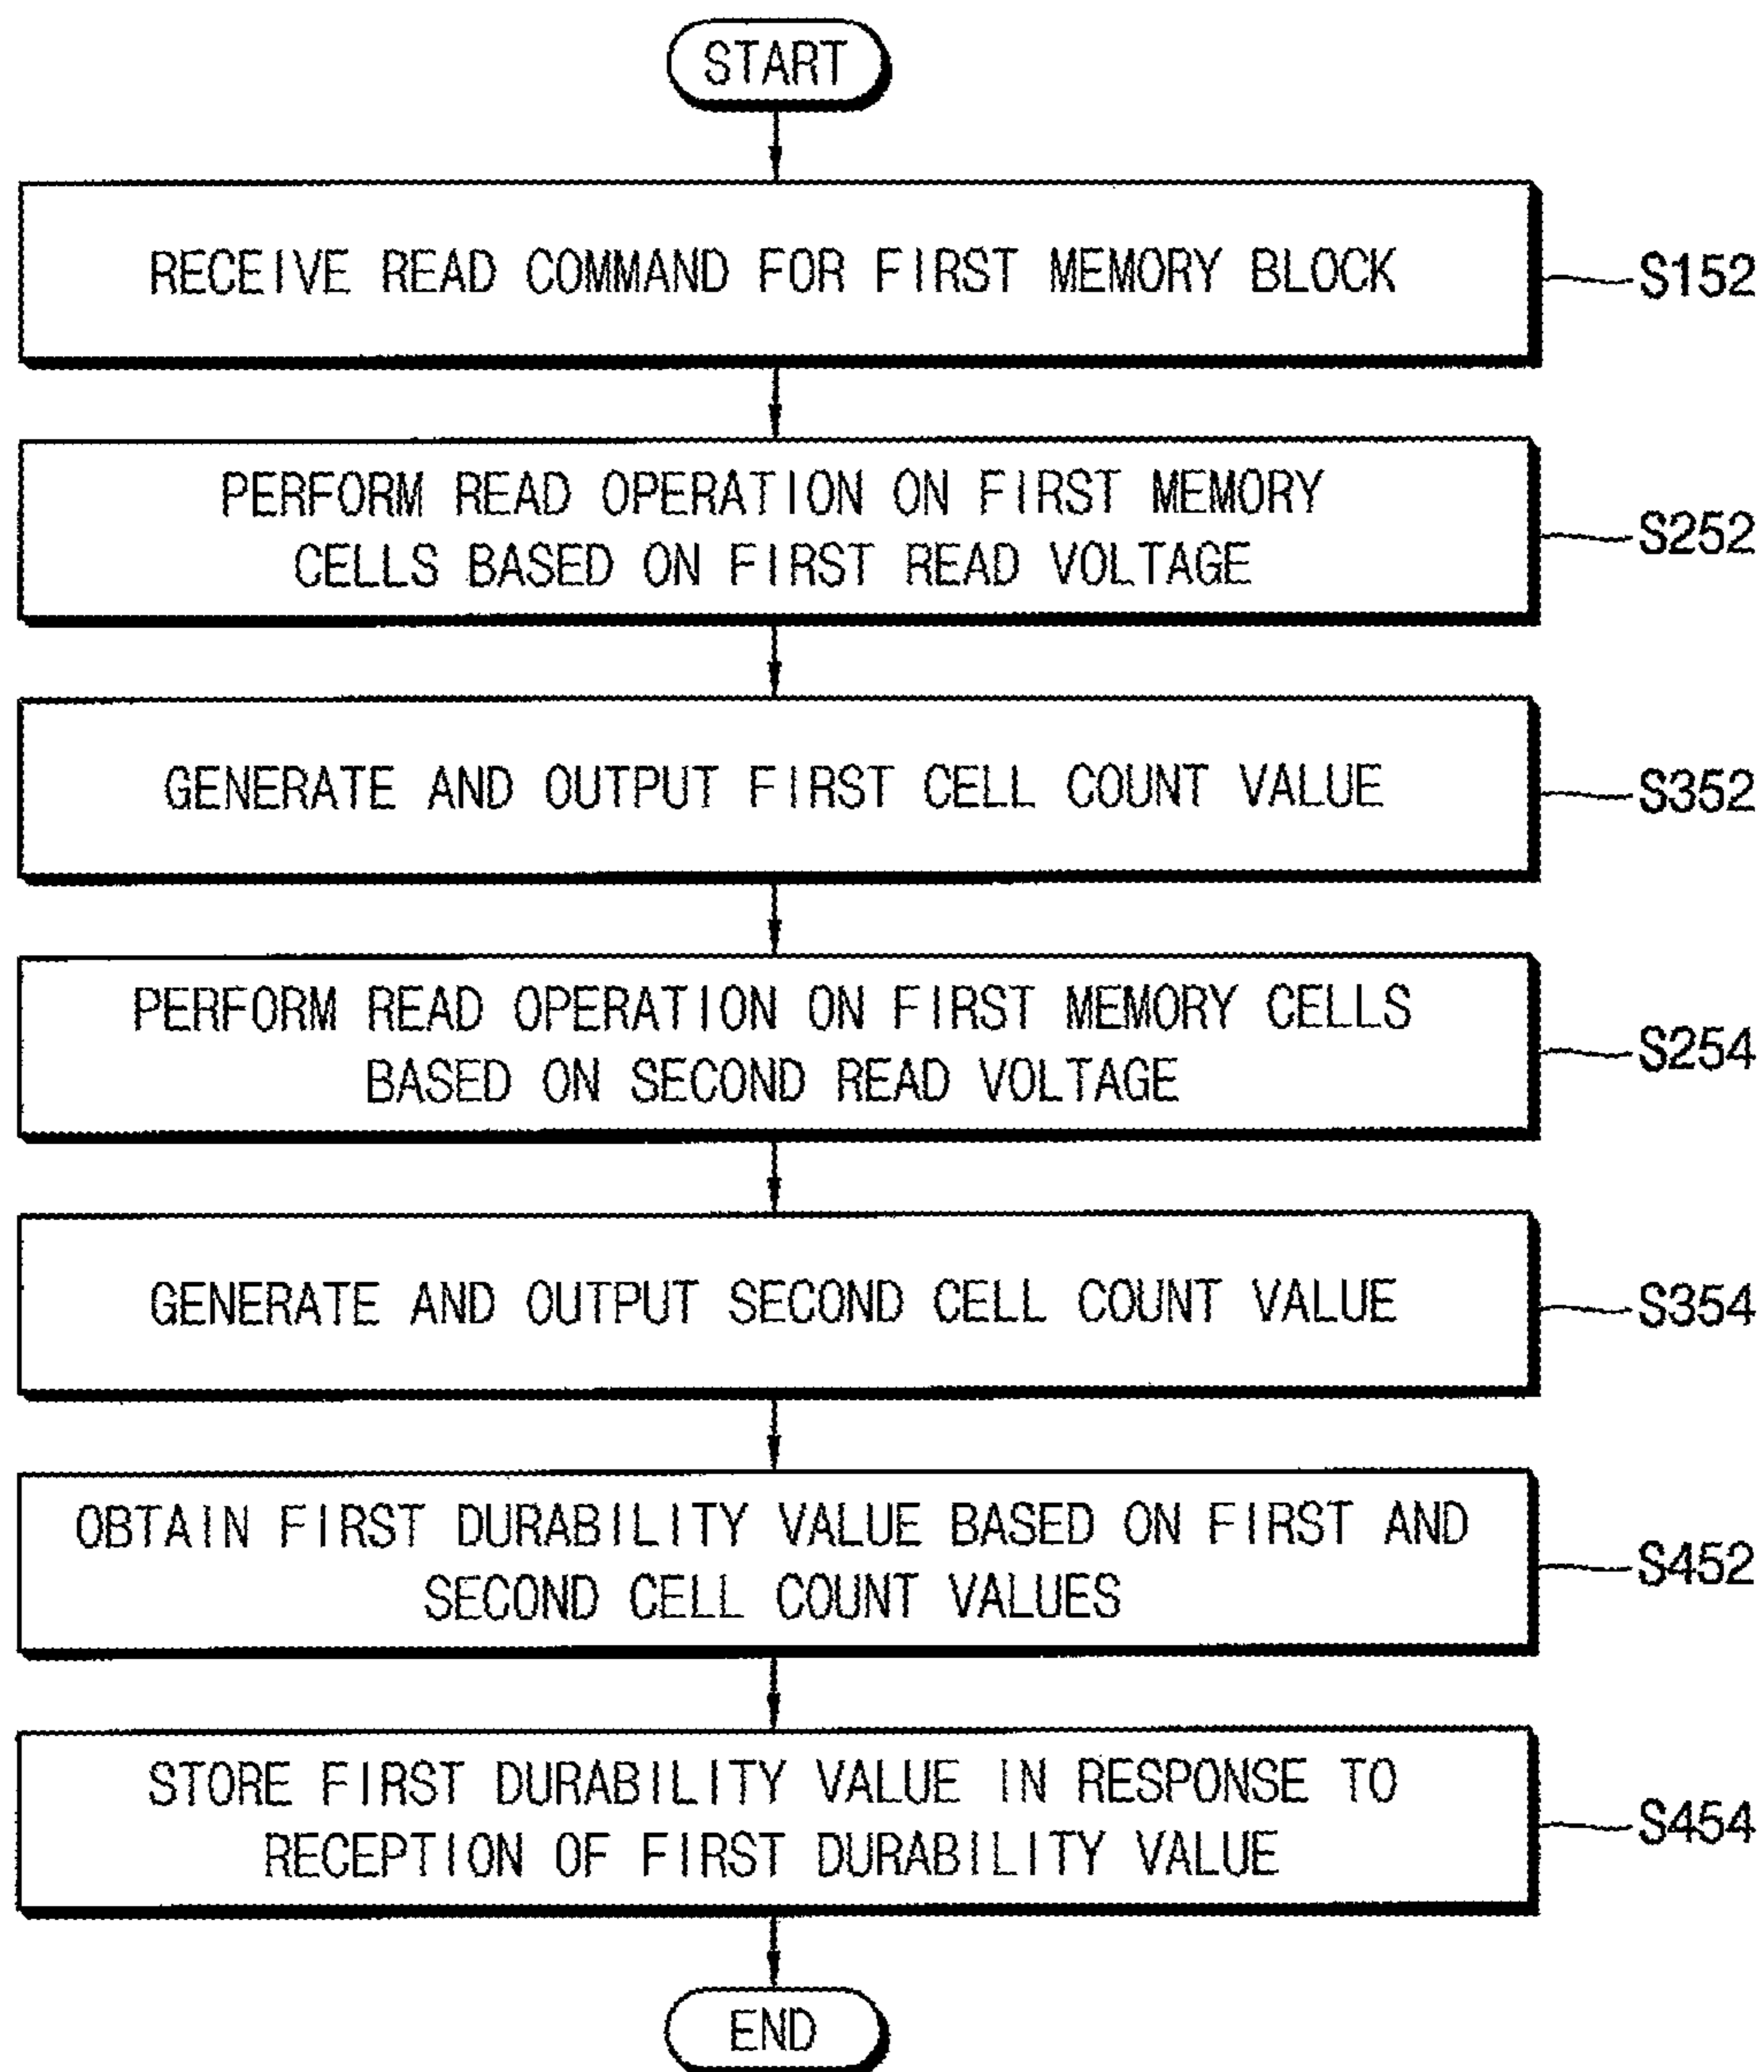 START
RECEIVE READ COMMAND FOR FIRST MEMORY BLOCK
S152
PERFORM READ OPERATION ON FIRST MEMORY
CELLS BASED ON FIRST READ VOLTAGE
S252
GENERATE AND OUTPUT FIRST CELL COUNT VALUE
S352
PERFORM READ OPERATION ON FIRST MEMORY CELLS
BASED ON SECOND READ VOLTAGE
S254
GENERATE AND OUTPUT SECOND CELL COUNT VALUE
S354
OBTAIN FIRST DURABILITY VALUE BASED ON FIRST AND
SECOND CELL COUNT VALUES
S452
STORE FIRST DURABILITY VALUE IN RESPONSE TO
RECEPTION OF FIRST DURABILITY VALUE
S454
END